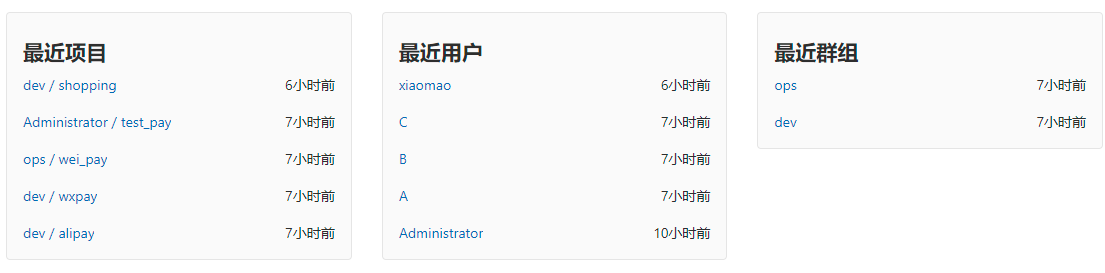 最近项目
dev / shopping 6小时前
Administrator / test_pay 7小时前
ops / wei_pay 7小时前
dev / wxpay 7小时前
dev / alipay 7小时前
最近用户
xiaomao 6小时前
C 7小时前
B 7小时前
A 7小时前
Administrator 10小时前
最近群组
ops 7小时前
dev 7小时前